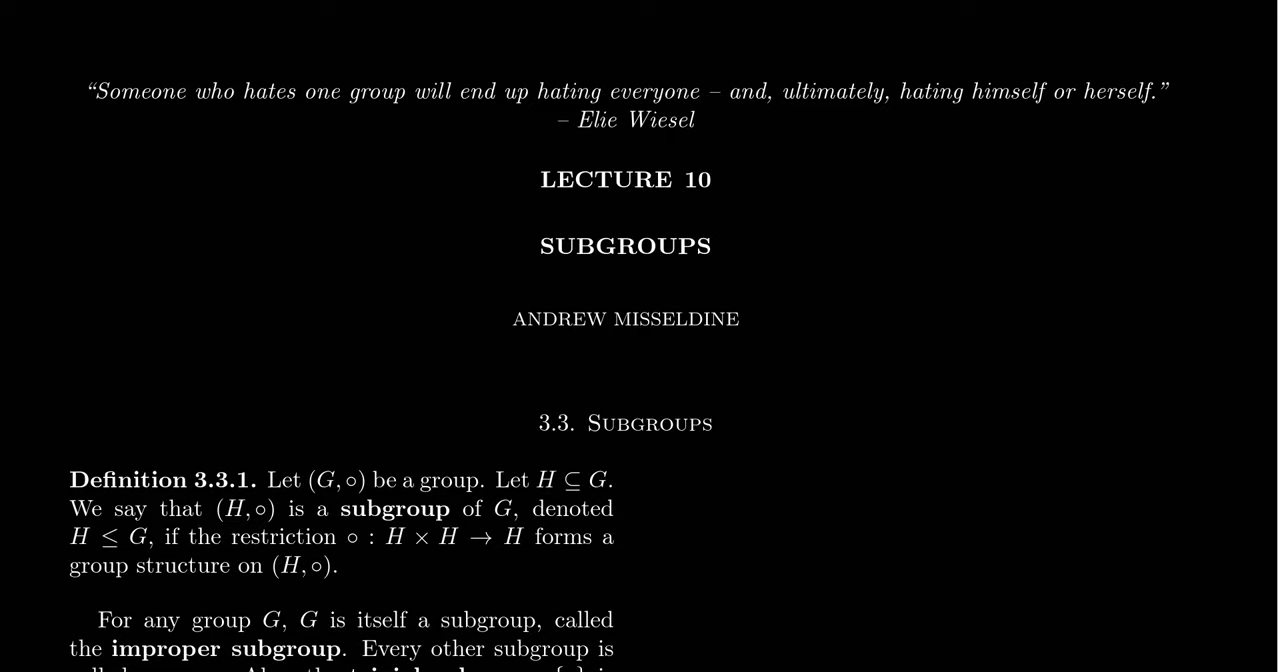 “Someone who hates one group will end up hating everyone – and, ultimately, hating himself or herself.”
– Elie Wiesel
LECTURE 10
SUBGROUPS
ANDREW MISSELDINE
3.3. Subgroups
Definition 3.3.1. Let (G, ∘) be a group. Let H ⊆ G.
We say that (H, ∘) is a subgroup of G, denoted
H ≤ G, if the restriction ∘ : H × H → H forms a
group structure on (H, ∘).
For any group G, G is itself a subgroup, called
the improper subgroup. Every other subgroup is